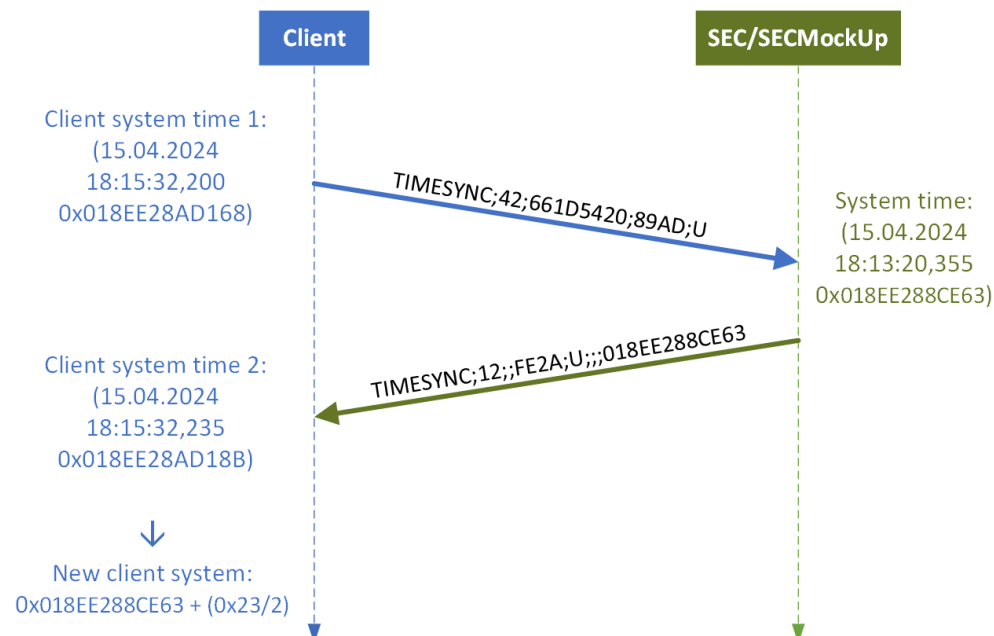 Client
SEC/SECMockUp
Client system time 1:
(15.04.2024
18:15:32,200
0x018EE28AD168)
TIMESYNC;42;661D5420;89AD;U
System time:
(15.04.2024
18:13:20,355
0x018EE288CE63)
TIMESYNC;12;;FE2A;U;;;018EE288CE63
Client system time 2:
(15.04.2024
18:15:32,235
0x018EE28AD18B)
New client system:
0x018EE288CE63 + (0x23/2)